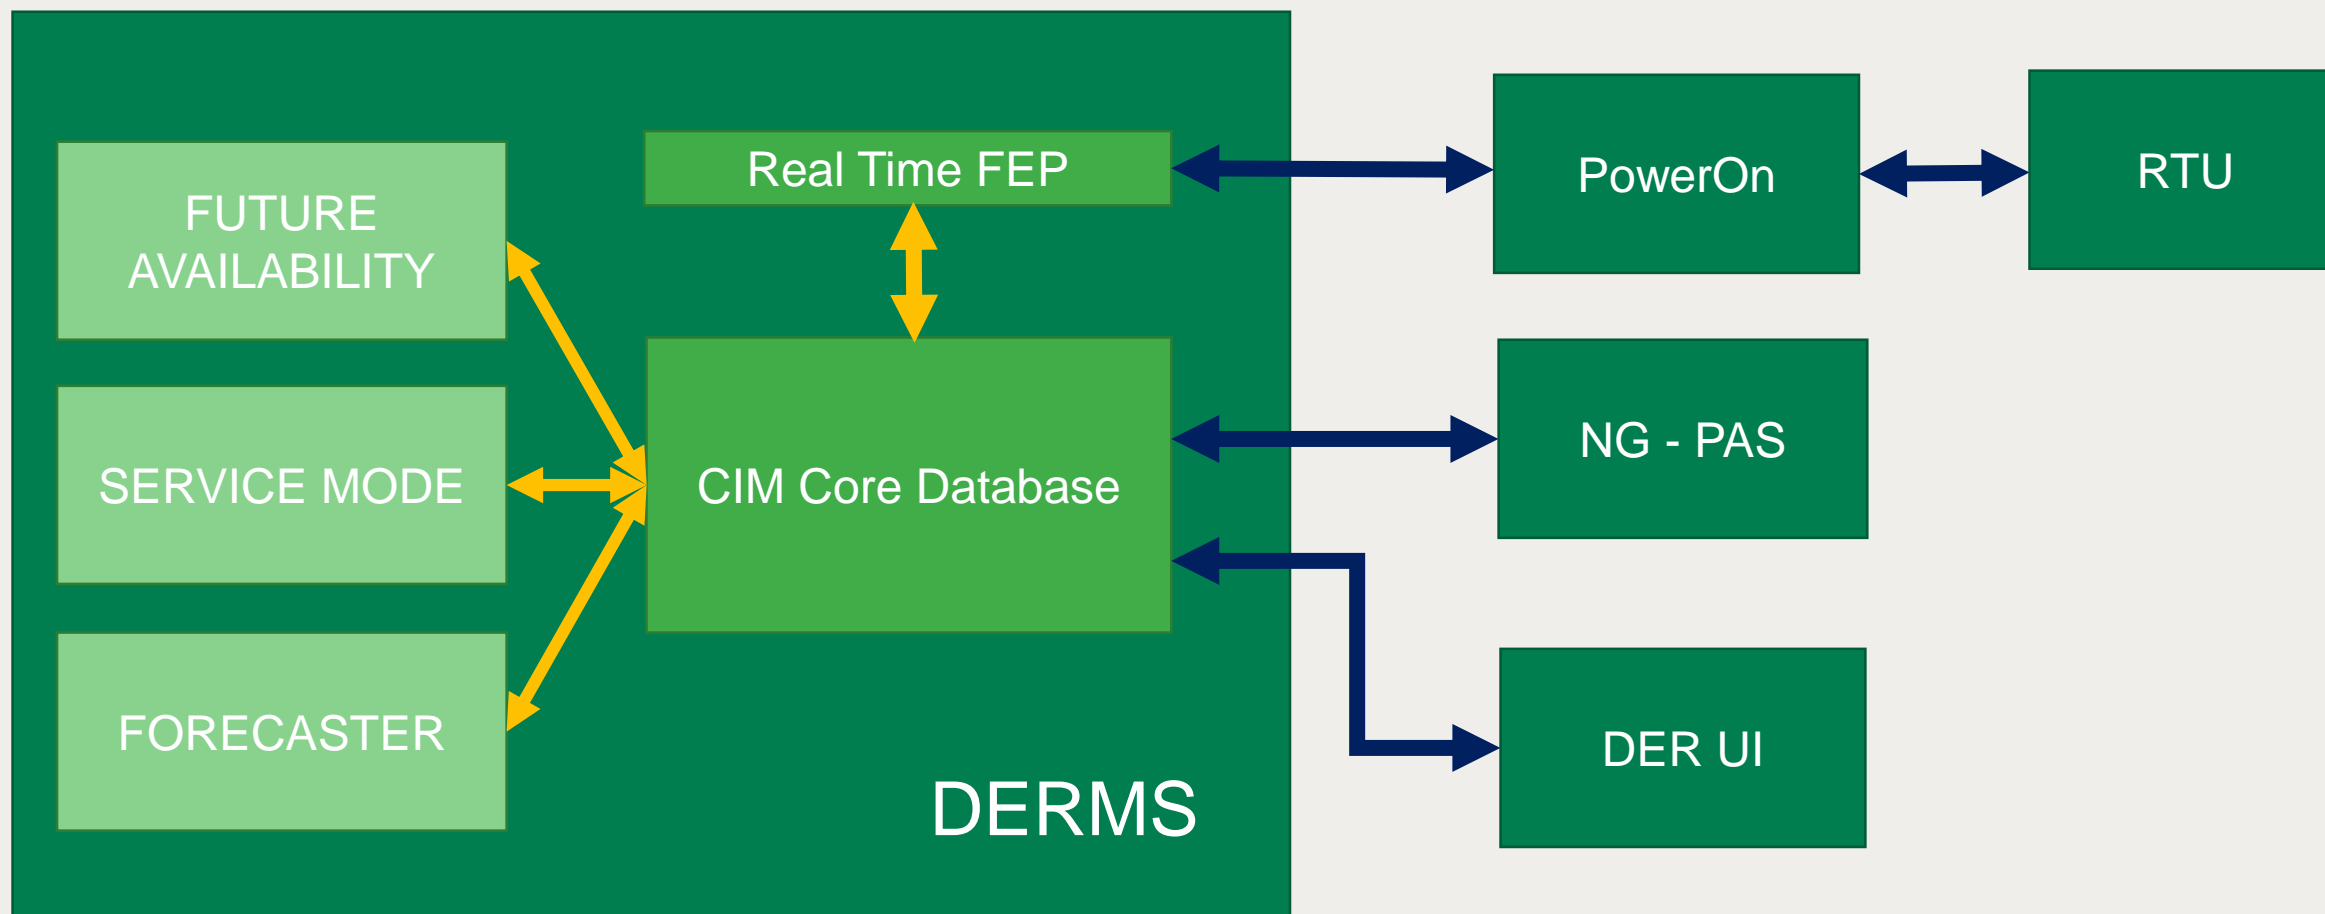 FUTURE
AVAILABILITY
SERVICE MODE
FORECASTER
Real Time FEP
CIM Core Database
DERMS
PowerOn
RTU
NG - PAS
DER UI